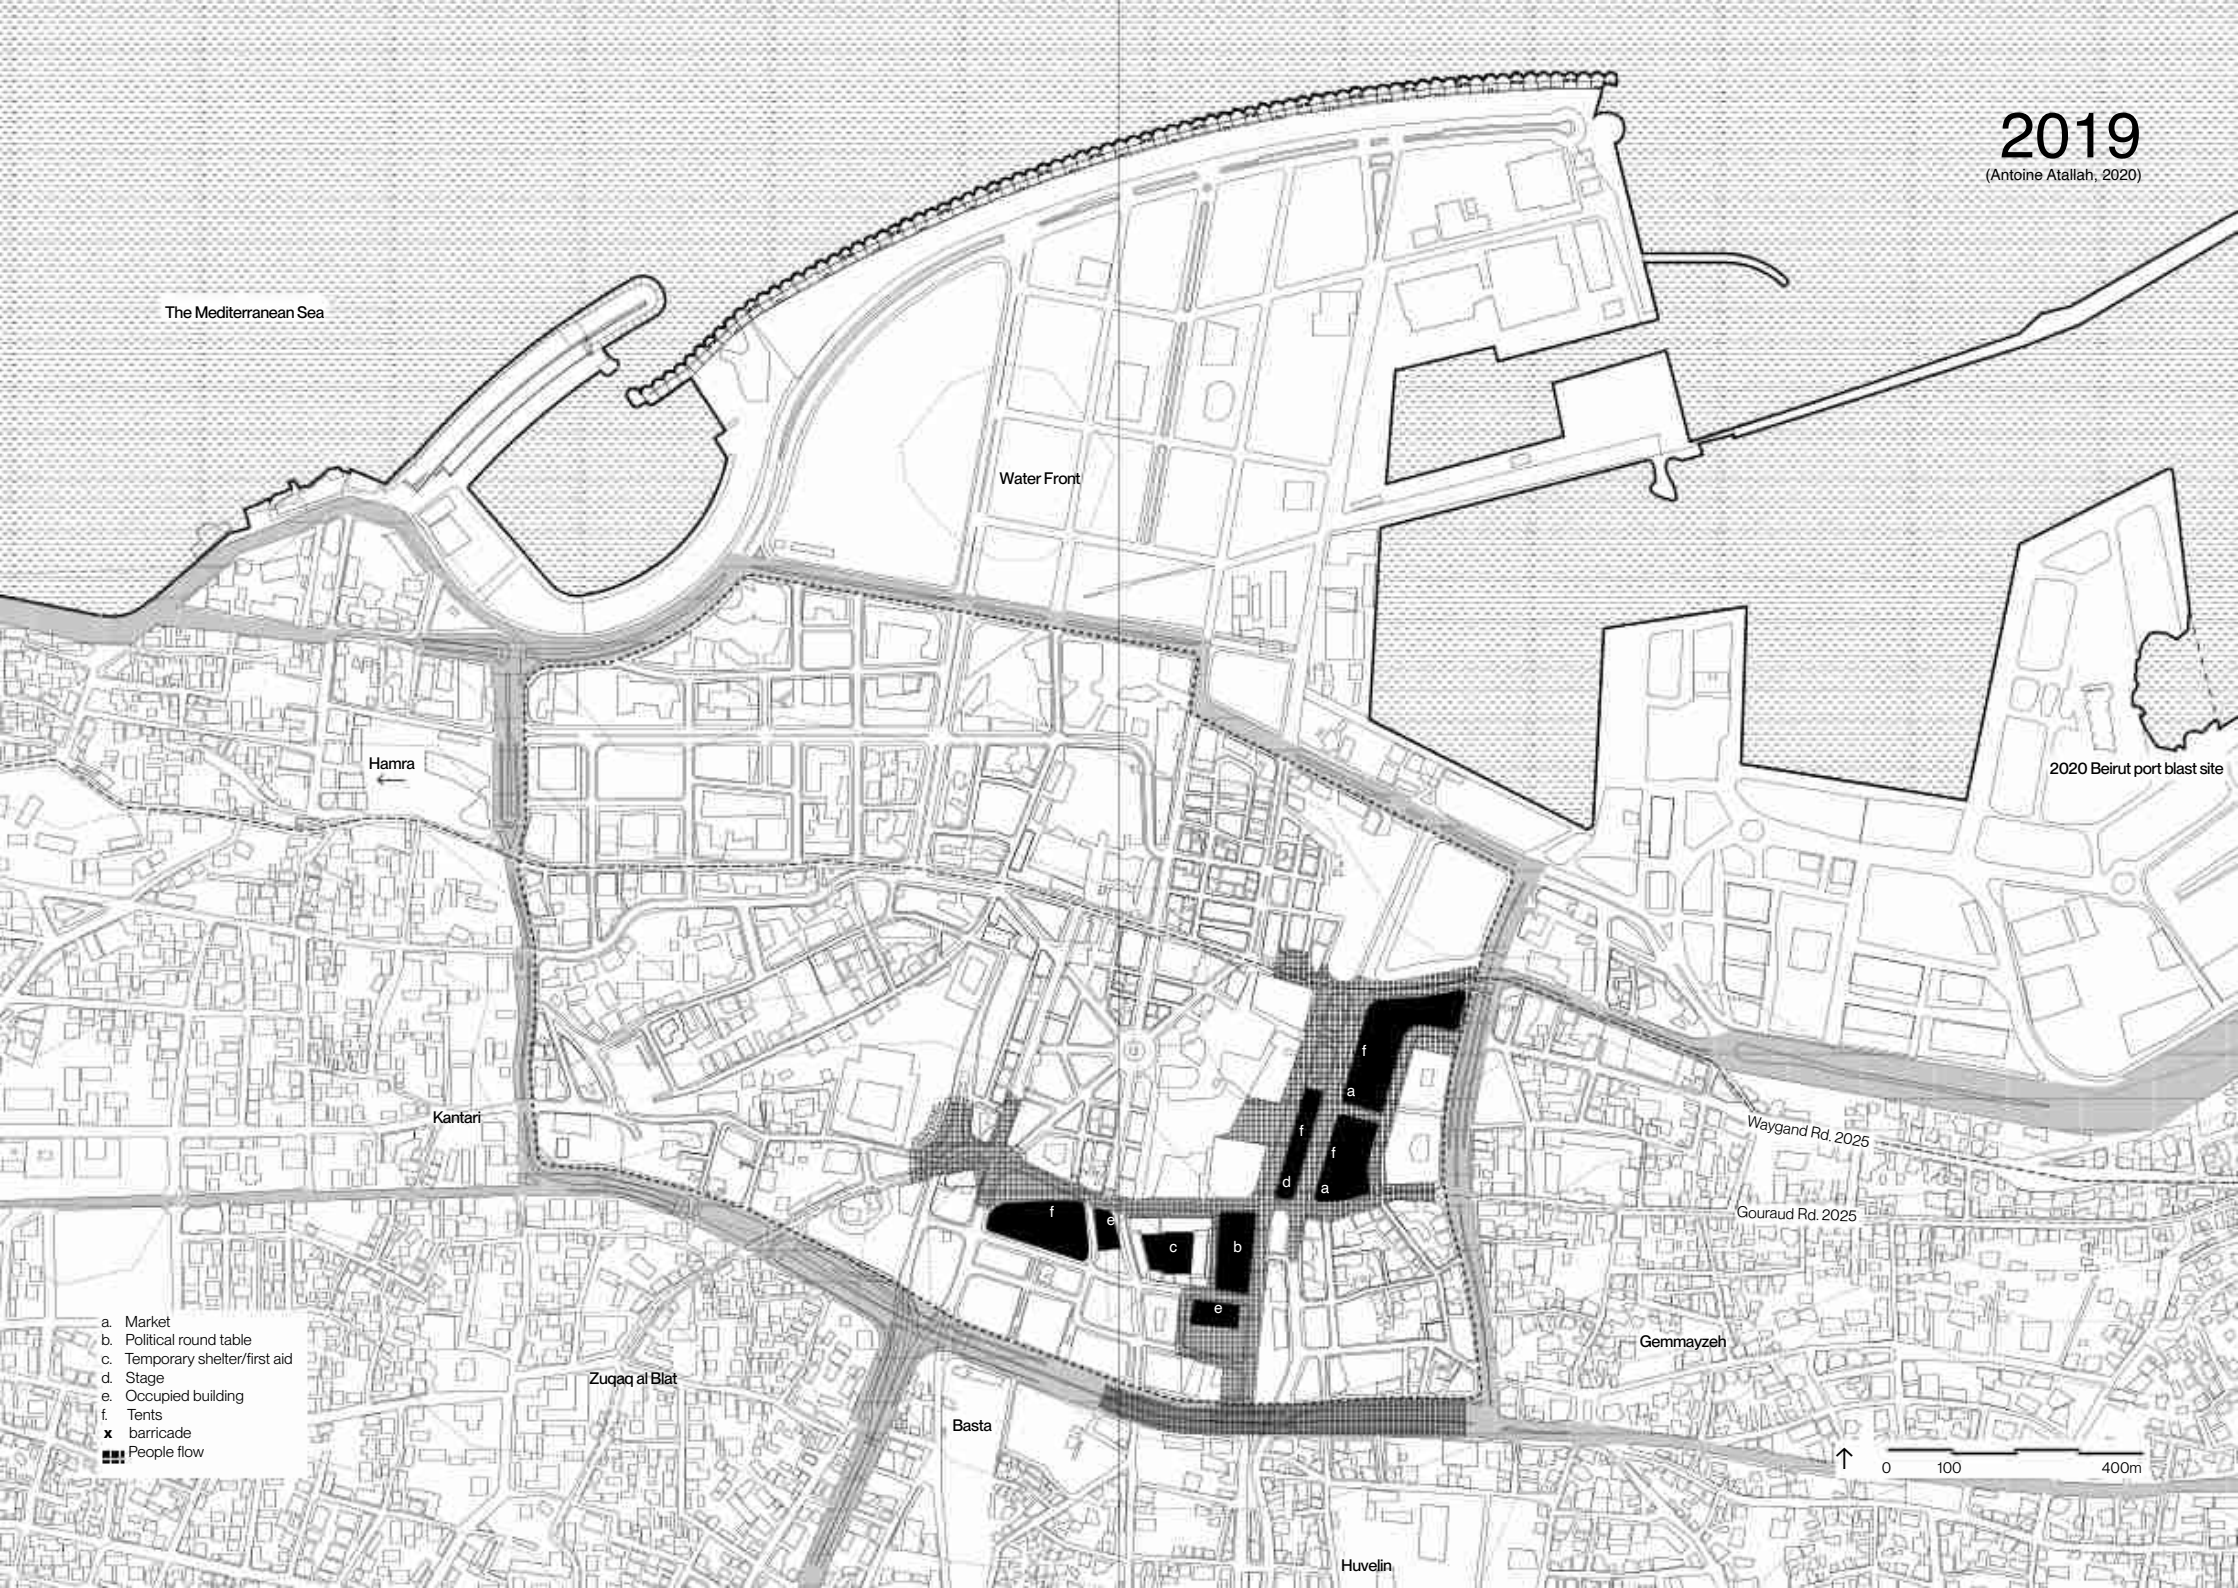 2019
(Antoine Atallah, 2020)
The Mediterranean Sea
Water Front
Hamra
2020 Beirut port blast site
f
a
Kantari
f
f
Waygand Rd. 2025
d
a
f
e
Gouraud Rd. 2025
c
b
e
a. Market
b. Political round table
c. Temporary shelter/first aid
d. Stage
e. Occupied building
f. Tents
x barricade
People flow
Gemmayzeh
Zuqaq al Blat
Basta
0 100 400m
Huvelin